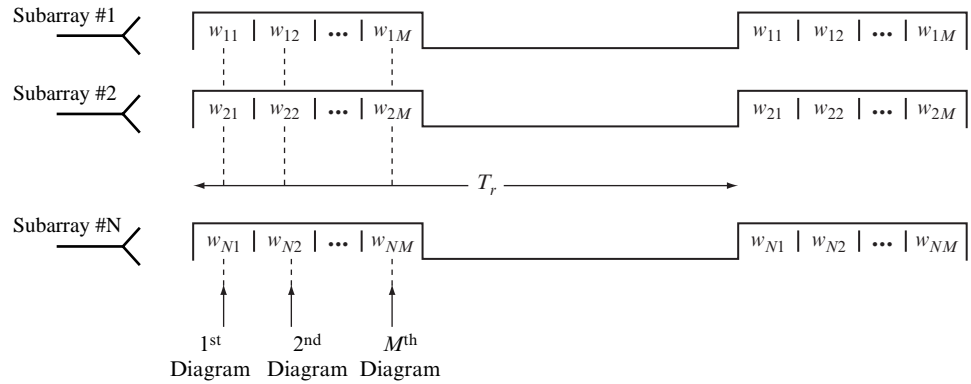 Subarray #1
w11 | w12 | ... | w1M
w11 | w12 | ... | w1M
Subarray #2
w21 | w22 | ... | w2M
w21 | w22 | ... | w2M
Tr
Subarray #N
wN1 | wN2 | ... | wNM
wN1 | wN2 | ... | wNM
1st Diagram
2nd Diagram
Mth Diagram